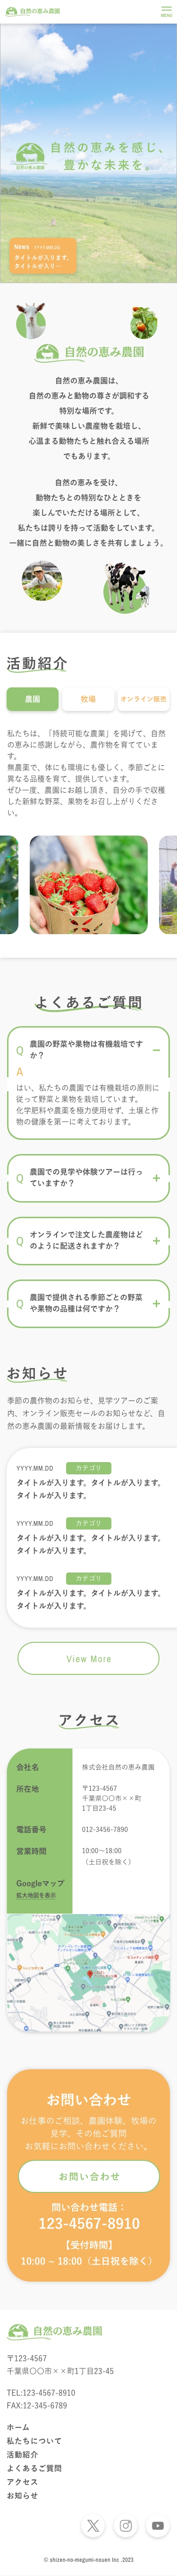 自然の恵み農園
MENU
自然の恵みを感じ、
豊かな未来を。
自然の恵み農園
News YYYY.MM.DD
タイトルが入ります。
タイトルが入り…
自然の恵み農園
自然の恵み農園は、
自然の恵みと動物の尊さが調和する
特別な場所です。
新鮮で美味しい農産物を栽培し、
心温まる動物たちと触れ合える場所
でもあります。
自然の恵みを受け、
動物たちとの特別なひとときを
楽しんでいただける場所として、
私たちは誇りを持って活動をしています。
一緒に自然と動物の美しさを共有しましょう。
活動紹介
農園
牧場
オンライン販売
私たちは、「持続可能な農業」を掲げて、自然
の恵みに感謝しながら、農作物を育てていま
す。
無農薬で、体にも環境にも優しく、季節ごとに
異なる品種を育て、提供しています。
ぜひ一度、農園にお越し頂き、自分の手で収穫
した新鮮な野菜、果物をお召し上がりくださ
い。
よくあるご質問
Q 農園の野菜や果物は有機栽培です
か？
A
はい、私たちの農園では有機栽培の原則に
従って野菜と果物を栽培しています。
化学肥料や農薬を極力使用せず、土壌と作
物の健康を第一に考えております。
Q 農園での見学や体験ツアーは行っ
ていますか？
Q オンラインで注文した農産物はど
のように配送されますか？
Q 農園で提供される季節ごとの野菜
や果物の品種は何ですか？
お知らせ
季節の農作物のお知らせ、見学ツアーのご案
内、オンライン販売セールのお知らせなど、自
然の恵み農園の最新情報をお届けします。
YYYY.MM.DD カテゴリ
タイトルが入ります。タイトルが入ります。
タイトルが入ります。
YYYY.MM.DD カテゴリ
タイトルが入ります。タイトルが入ります。
タイトルが入ります。
YYYY.MM.DD カテゴリ
タイトルが入ります。タイトルが入ります。
タイトルが入ります。
View More
アクセス
会社名 株式会社自然の恵み農園
所在地 〒123-4567
千葉県〇〇市××町
1丁目23-45
電話番号 012-3456-7890
営業時間 10:00〜18:00
（土日祝を除く）
Googleマップ
拡大地図を表示
お問い合わせ
お仕事のご相談、農園体験、牧場の
見学、その他ご質問
お気軽にお問い合わせください。
お問い合わせ
問い合わせ電話：
123-4567-8910
【受付時間】
10:00 ~ 18:00（土日祝を除く）
自然の恵み農園
〒123-4567
千葉県〇〇市××町1丁目23-45
TEL:123-4567-8910
FAX:12-345-6789
ホーム
私たちについて
活動紹介
よくあるご質問
アクセス
お知らせ
© shizen-no-megumi-nouen Inc .2023